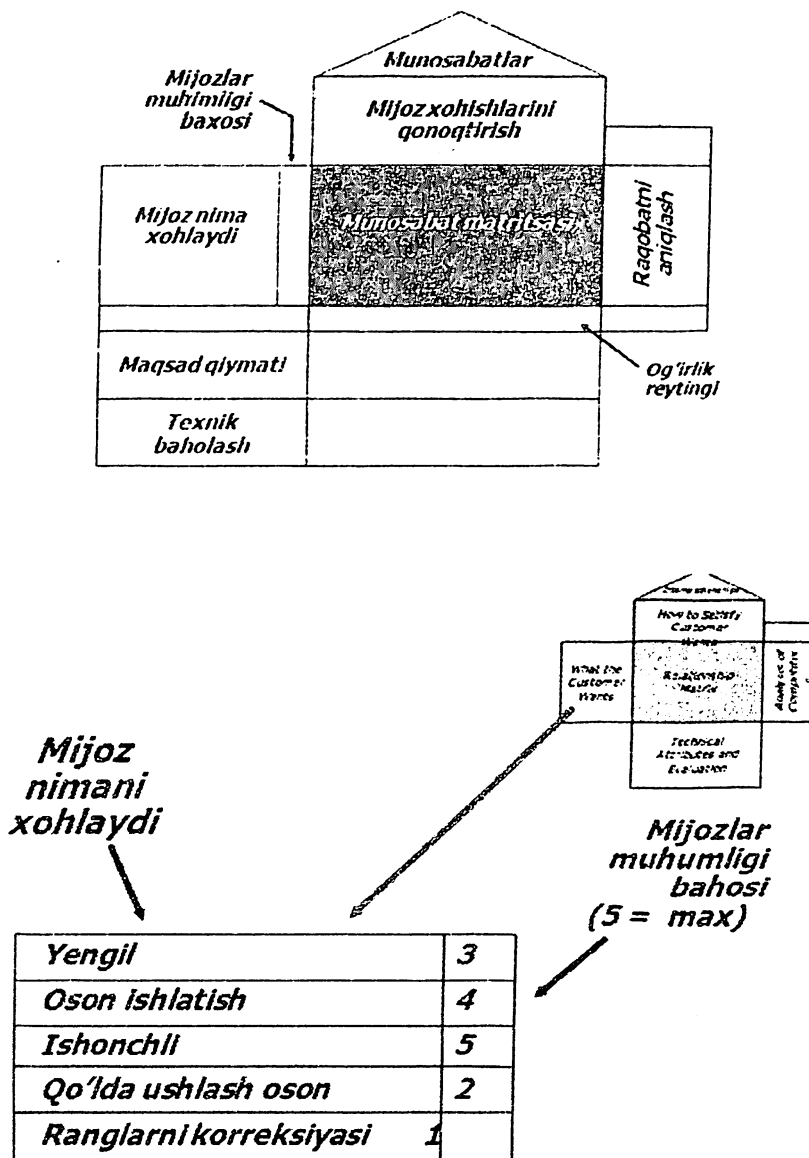 Munosabatlar
Mijozlar
muhimligi
baxosi
Mijoz xohishlarini
qonoqtirish
Mijoz nima
xohlaydi
Munosabat matritsasi
Raqobatni
aniqlash
Maqsad qiymati
Og'irlik
reytingi
Texnik
baholash
How to Satisfy
Customer
Wants
What the
Customer
Wants
Relationship
Matrix
Analysis of
Technical
Attributes and
Evaluation
Mijoz
nimani
xohlaydi
Mijozlar
muhumligi
bahosi
(5 = max)
Yengil 3
Oson ishlatish 4
Ishonchli 5
Qo'lda ushlash oson 2
Ranglarni korreksiyasi 1